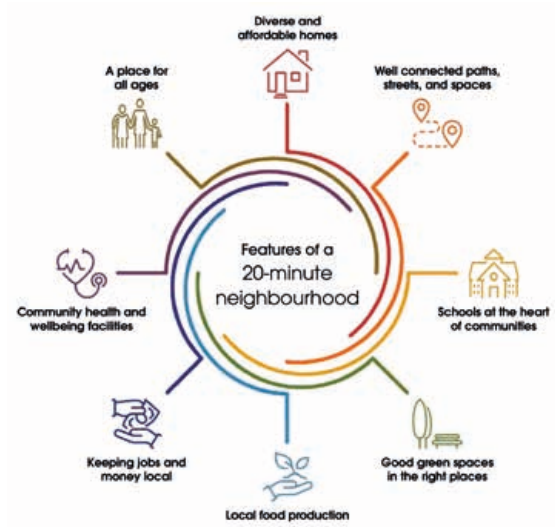 Diverse and
affordable homes
Well connected paths,
streets, and spaces
Schools at the heart
of communities
Good green spaces
in the right places
Local food production
Keeping jobs and
money local
Community health and
wellbeing facilities
A place for
all ages
Features of a
20-minute
neighbourhood